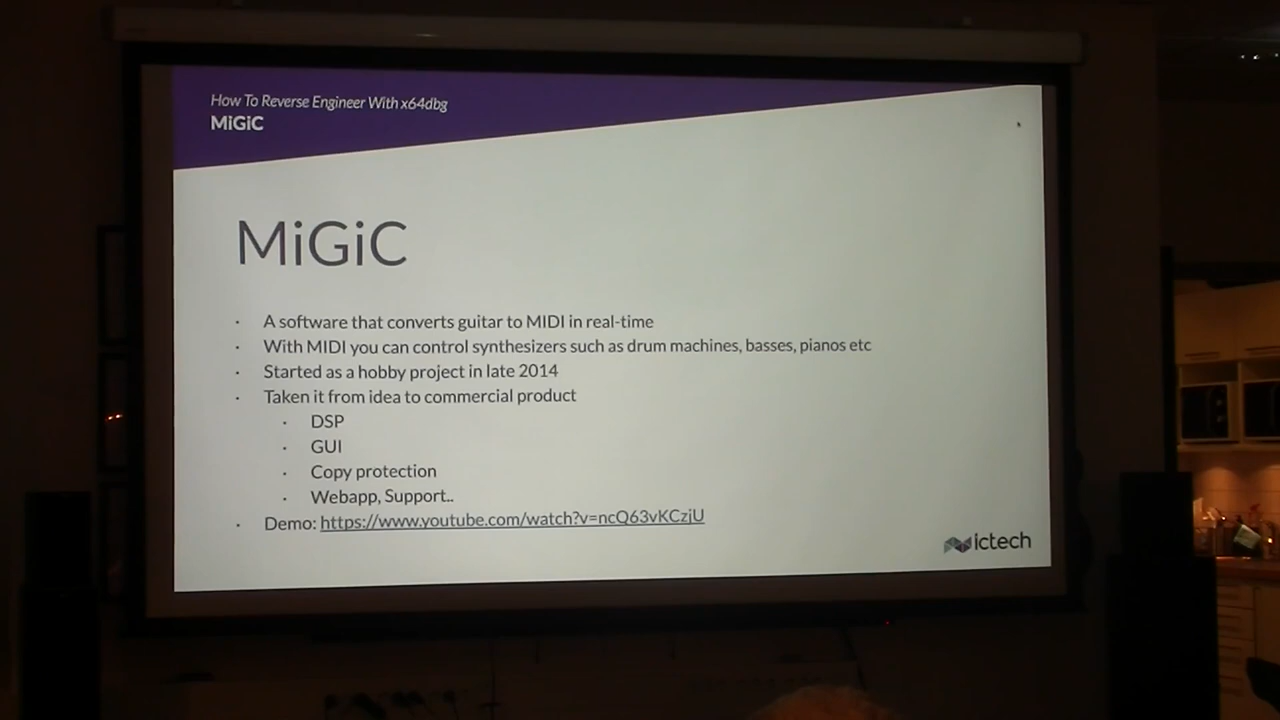 How To Reverse Engineer With x64dbg
MiGiC
MiGiC
· A software that converts guitar to MIDI in real-time
· With MIDI you can control synthesizers such as drum machines, basses, pianos etc
· Started as a hobby project in late 2014
· Taken it from idea to commercial product
· DSP
· GUI
· Copy protection
· Webapp, Support..
· Demo: https://www.youtube.com/watch?v=ncQ63vKCzjU
ictech